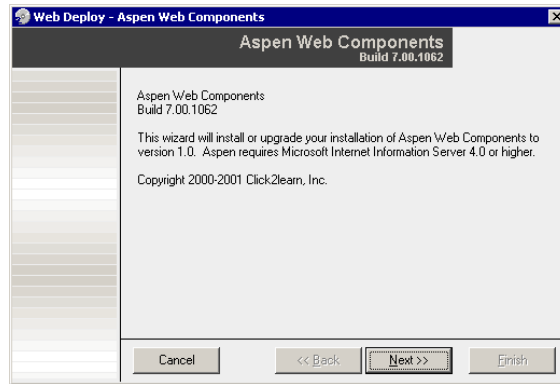 Web Deploy - Aspen Web Components
Aspen Web Components
Build 7.00.1062
Aspen Web Components
Build 7.00.1062
This wizard will install or upgrade your installation of Aspen Web Components to
version 1.0. Aspen requires Microsoft Internet Information Server 4.0 or higher.
Copyright 2000-2001 Click2learn, Inc.
Cancel
<< Back
Next >>
Finish